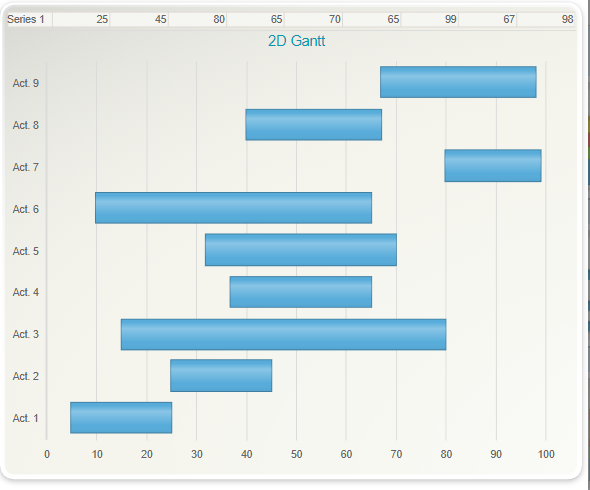 Series 1 25 45 80 65 70 65 99 67 98
2D Gantt
Act. 9
Act. 8
Act. 7
Act. 6
Act. 5
Act. 4
Act. 3
Act. 2
Act. 1
0 10 20 30 40 50 60 70 80 90 100